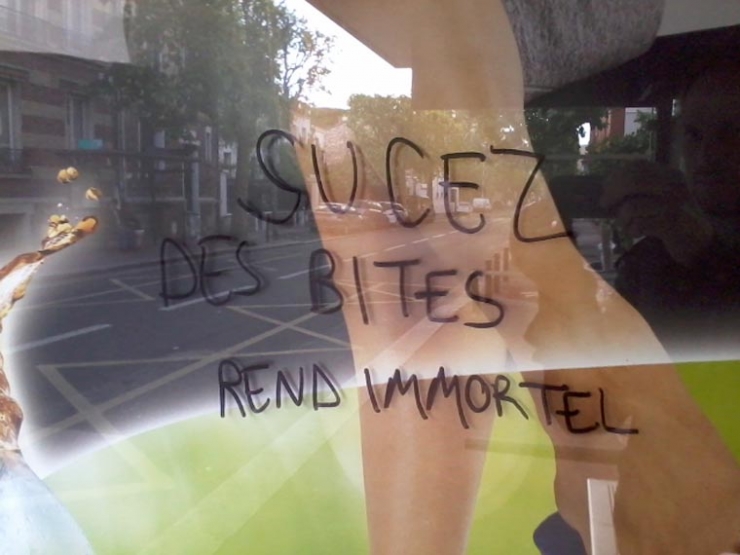 SUCEZ
DES BITES
REND IMMORTEL